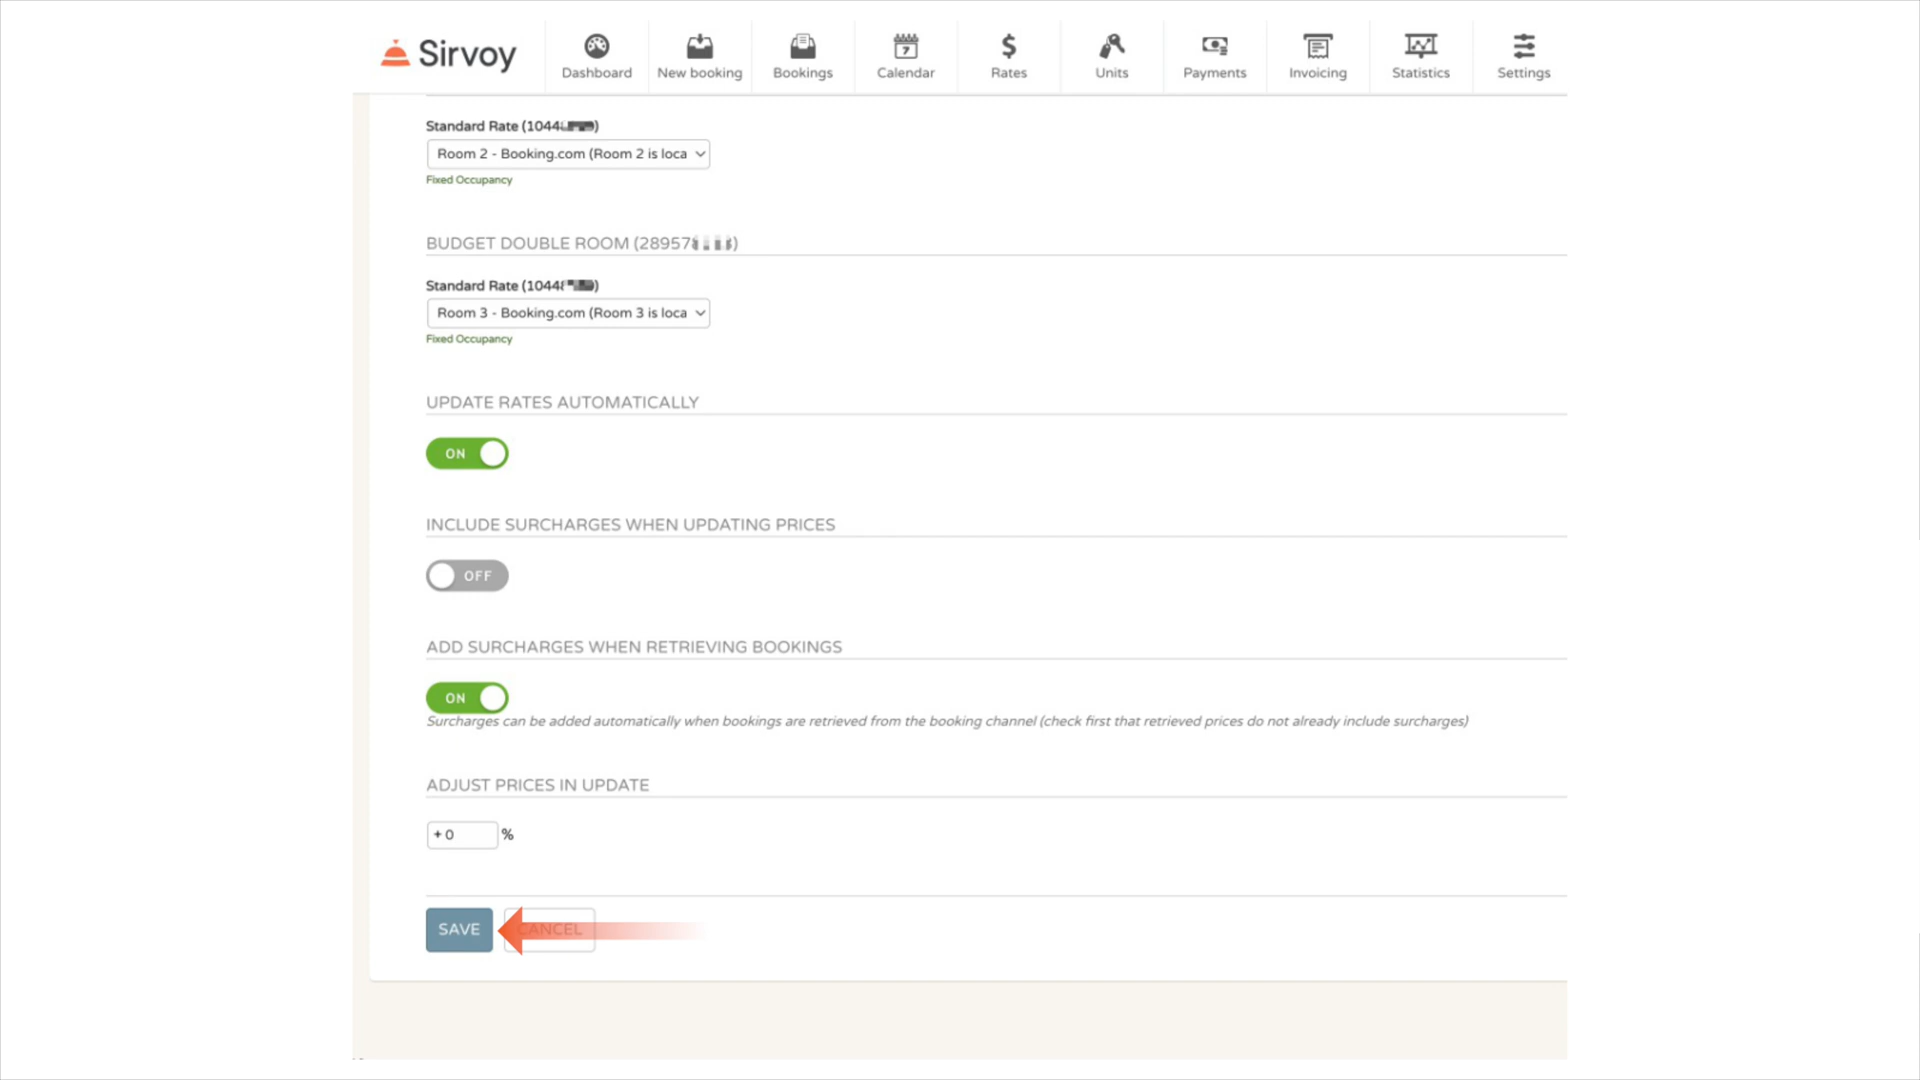 Sirvoy
Dashboard
New booking
Bookings
7
Calendar
Rates
Units
Payments
Invoicing
Statistics
Settings
Standard Rate (1044
Room 2 - Booking.com (Room 2 is loca
Fixed Occupancy
BUDGET DOUBLE ROOM (28957
Standard Rate (1044
Room 3 - Booking.com (Room 3 is loca
Fixed Occupancy
UPDATE RATES AUTOMATICALLY
ON
INCLUDE SURCHARGES WHEN UPDATING PRICES
OFF
ADD SURCHARGES WHEN RETRIEVING BOOKINGS
ON
Surcharges can be added automatically when bookings are retrieved from the booking channel (check first that retrieved prices do not already include surcharges)
ADJUST PRICES IN UPDATE
+ 0 %
SAVE
CANCEL